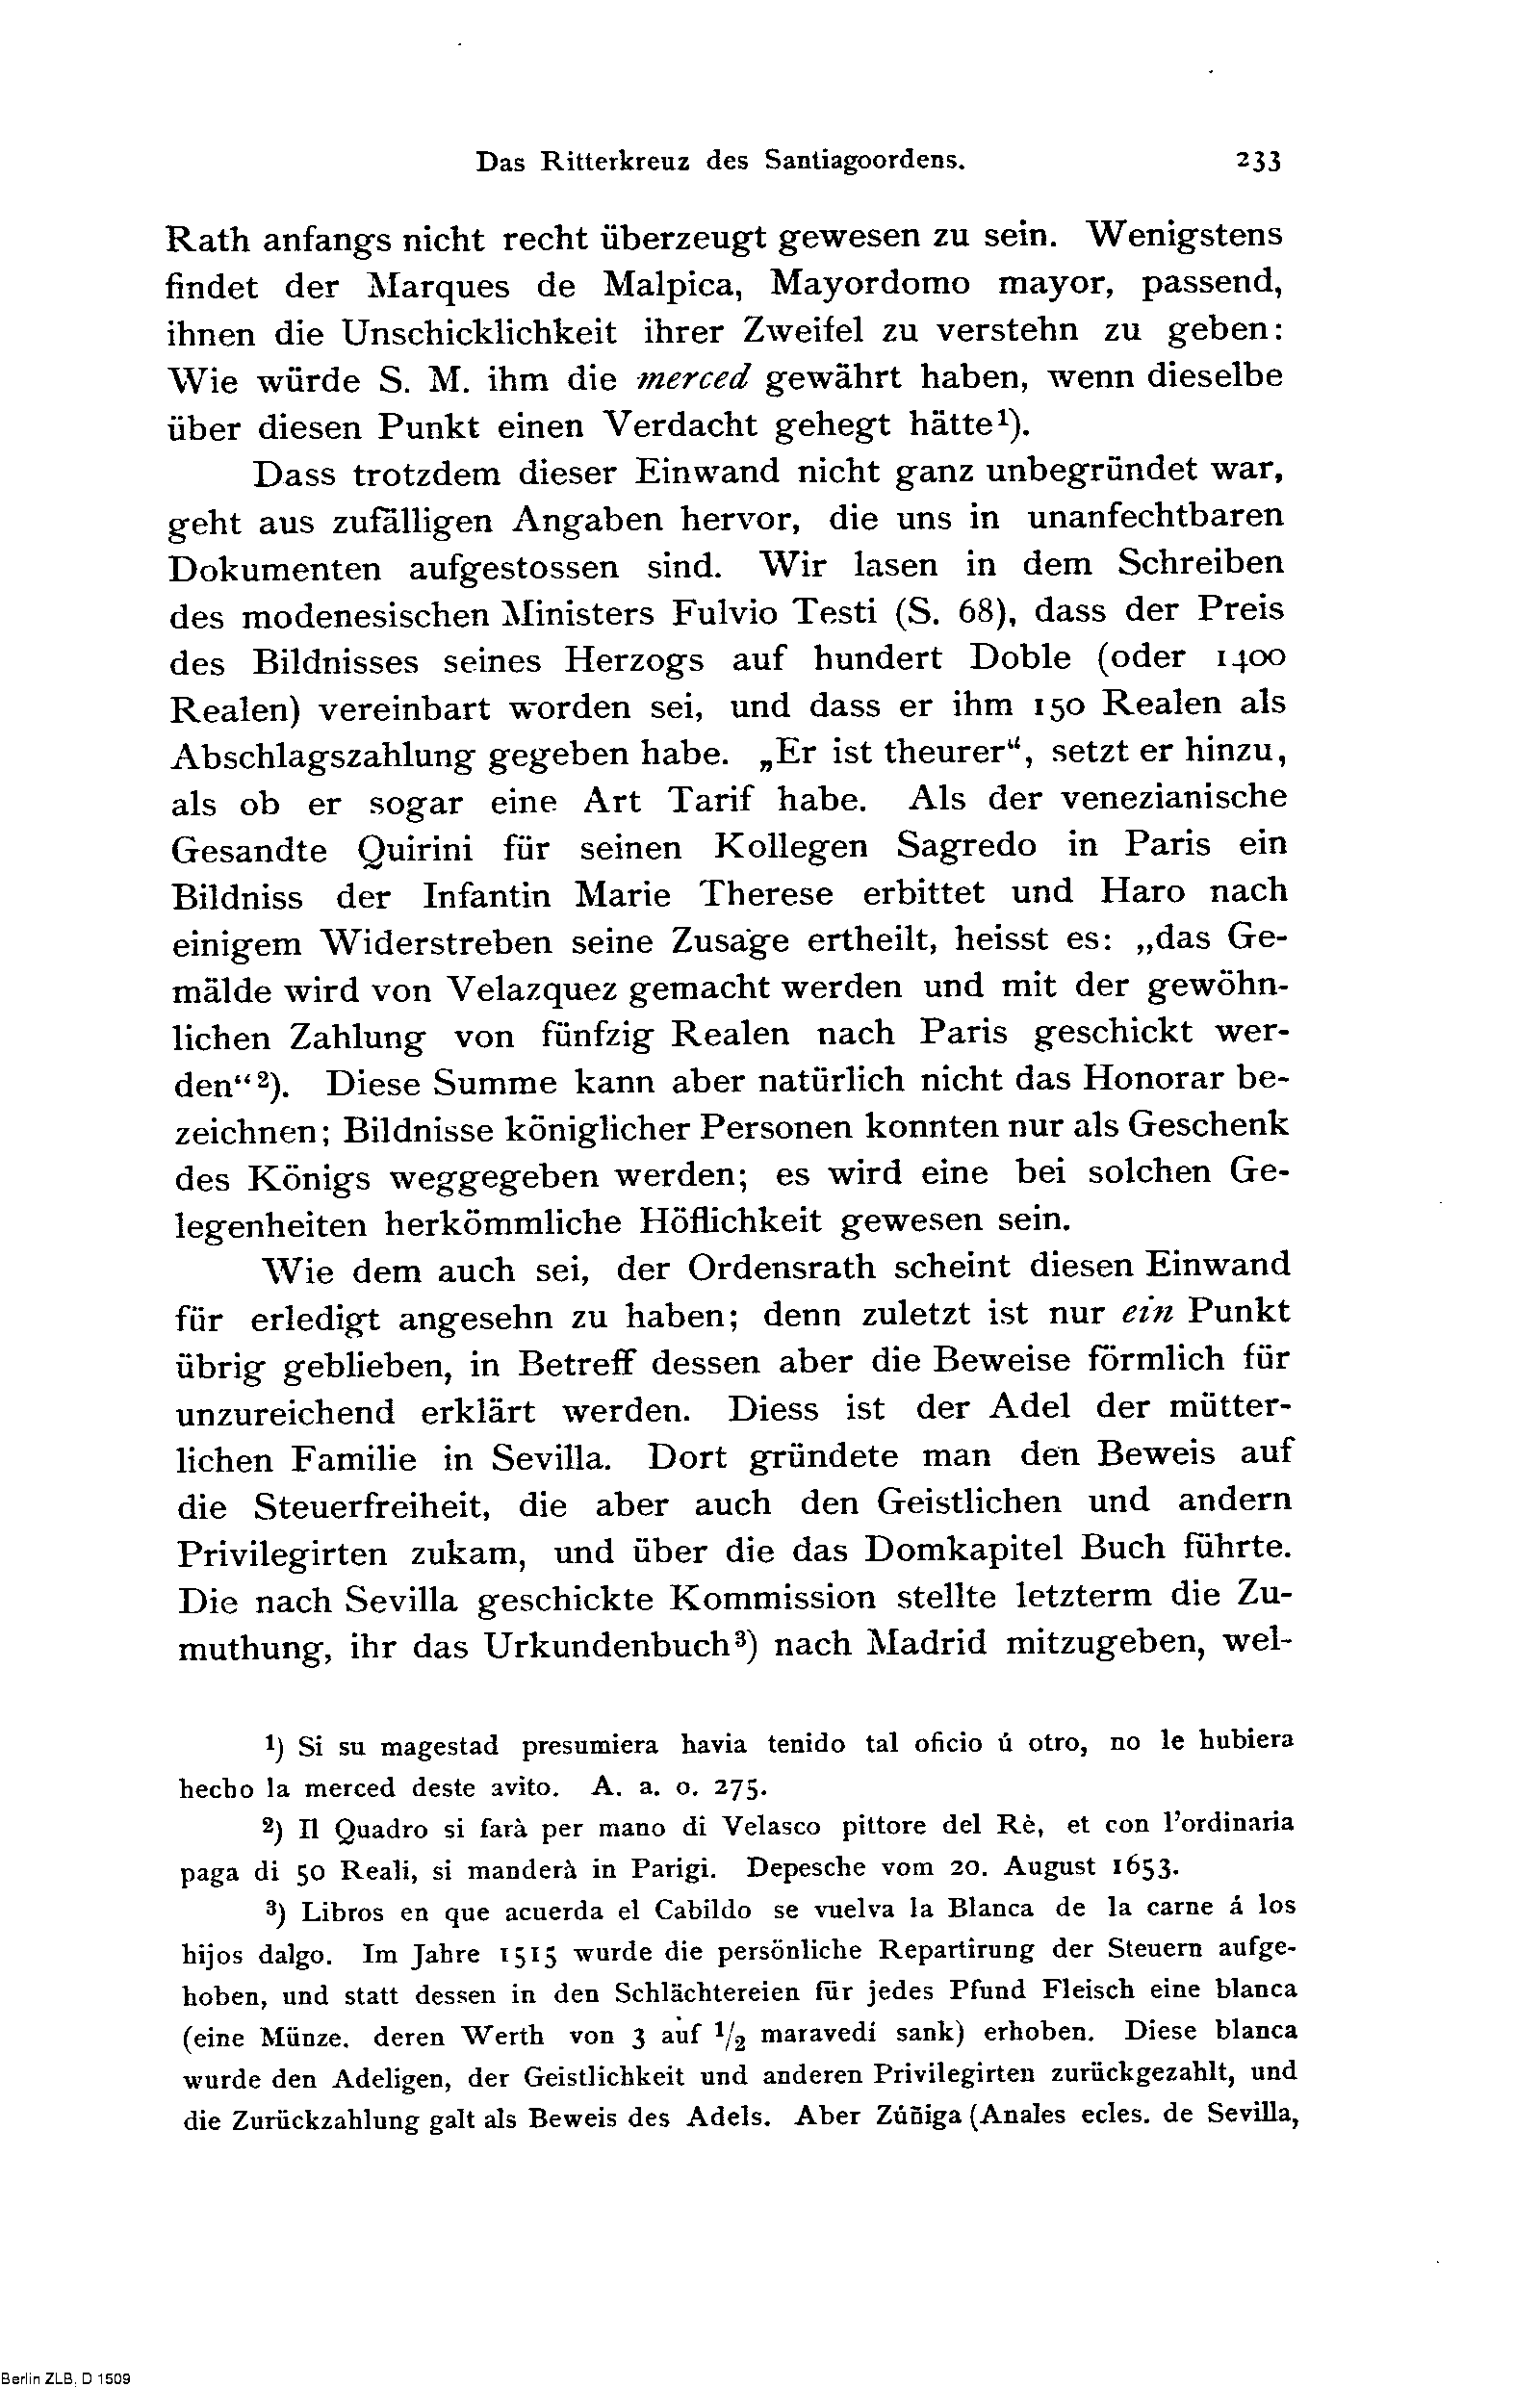 Das Ritterkreuz des Santiagoordens. 233
Rath anfangs nicht recht überzeugt gewesen zu sein. Wenigstens
findet der Marques de Malpica, Mayordomo mayor, passend,
ihnen die Unschicklichkeit ihrer Zweifel zu verstehn zu geben:
Wie würde S. M. ihm die merced gewährt haben, wenn dieselbe
über diesen Punkt einen Verdacht gehegt hätte¹).
Dass trotzdem dieser Einwand nicht ganz unbegründet war,
geht aus zufälligen Angaben hervor, die uns in unanfechtbaren
Dokumenten aufgestossen sind. Wir lasen in dem Schreiben
des modenesischen Ministers Fulvio Testi (S. 68), dass der Preis
des Bildnisses seines Herzogs auf hundert Doble (oder 1400
Realen) vereinbart worden sei, und dass er ihm 150 Realen als
Abschlagszahlung gegeben habe. „Er ist theurer“, setzt er hinzu,
als ob er sogar eine Art Tarif habe. Als der venezianische
Gesandte Quirini für seinen Kollegen Sagredo in Paris ein
Bildniss der Infantin Marie Therese erbittet und Haro nach
einigem Widerstreben seine Zusage ertheilt, heisst es: „das Ge-
mälde wird von Velazquez gemacht werden und mit der gewöhn-
lichen Zahlung von fünfzig Realen nach Paris geschickt wer-
den“²). Diese Summe kann aber natürlich nicht das Honorar be-
zeichnen; Bildnisse königlicher Personen konnten nur als Geschenk
des Königs weggegeben werden; es wird eine bei solchen Ge-
legenheiten herkömmliche Höflichkeit gewesen sein.
Wie dem auch sei, der Ordensrath scheint diesen Einwand
für erledigt angesehn zu haben; denn zuletzt ist nur ein Punkt
übrig geblieben, in Betreff dessen aber die Beweise förmlich für
unzureichend erklärt werden. Diess ist der Adel der mütter-
lichen Familie in Sevilla. Dort gründete man den Beweis auf
die Steuerfreiheit, die aber auch den Geistlichen und andern
Privilegirten zukam, und über die das Domkapitel Buch führte.
Die nach Sevilla geschickte Kommission stellte letzterm die Zu-
muthung, ihr das Urkundenbuch³) nach Madrid mitzugeben, wel-
¹) Si su magestad presumiera havia tenido tal oficio ú otro, no le hubiera
hecho la merced deste avito. A. a. o. 275.
²) Il Quadro si farà per mano di Velasco pittore del Rè, et con l’ordinaria
paga di 50 Reali, si manderà in Parigi. Depesche vom 20. August 1653.
³) Libros en que acuerda el Cabildo se vuelva la Blanca de la carne á los
hijos dalgo. Im Jahre 1515 wurde die persönliche Repartirung der Steuern aufge-
hoben, und statt dessen in den Schlächtereien für jedes Pfund Fleisch eine blanca
(eine Münze. deren Werth von 3 auf 1/2 maravedí sank) erhoben. Diese blanca
wurde den Adeligen, der Geistlichkeit und anderen Privilegirten zurückgezahlt, und
die Zurückzahlung galt als Beweis des Adels. Aber Zúñiga (Anales ecles. de Sevilla,
Berlin ZLB, D 1509